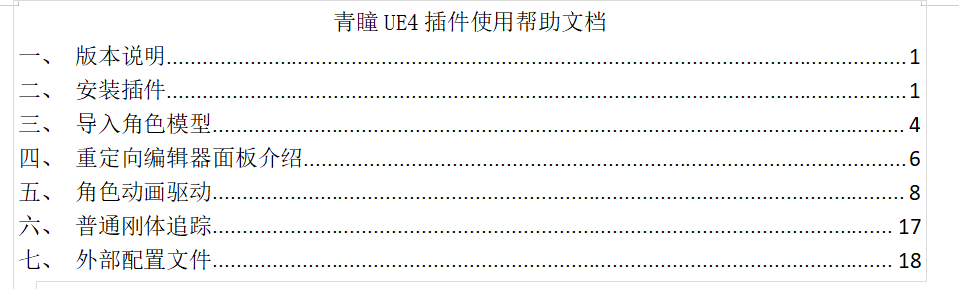 青瞳 UE4 插件使用帮助文档
一、 版本说明........................................................................1
二、 安装插件........................................................................1
三、 导入角色模型........................................................................4
四、 重定向编辑器面板介绍........................................................................6
五、 角色动画驱动........................................................................8
六、 普通刚体追踪........................................................................17
七、 外部配置文件........................................................................18